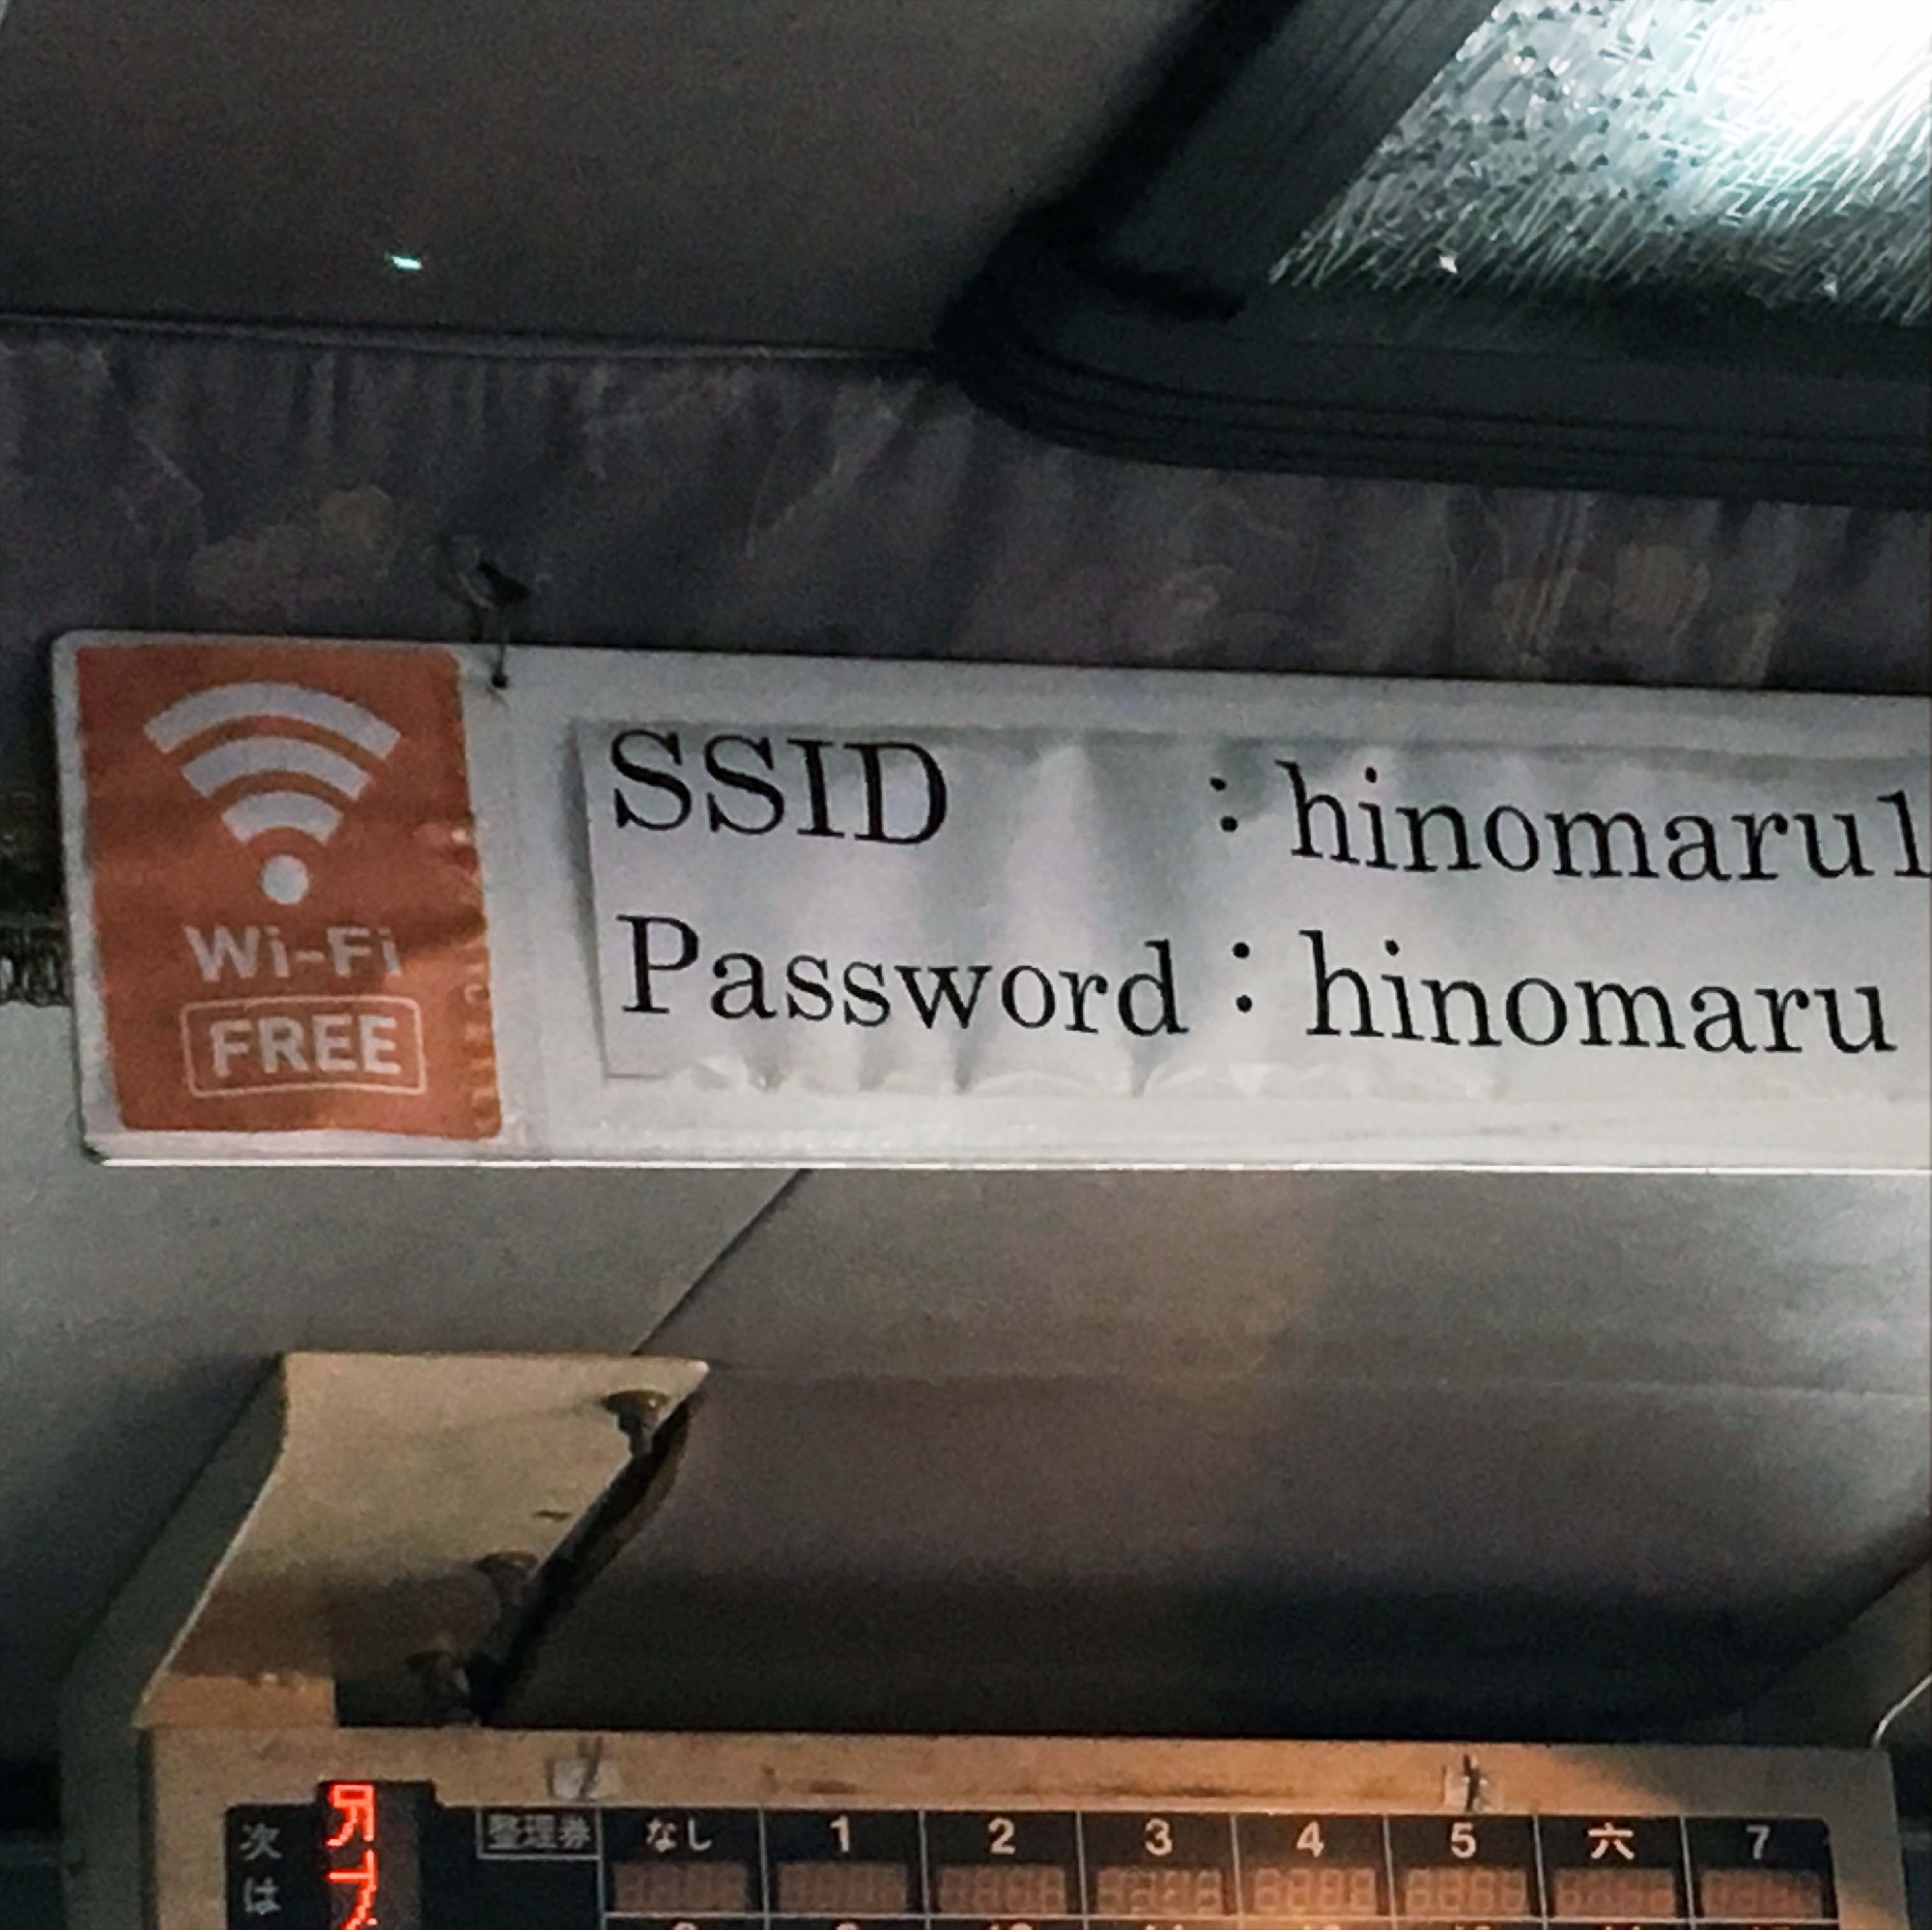 Wi-Fi
FREE
SSID : hinomaru1
Password : hinomaru
次は
整理券 なし 1 2 3 4 5 六 7